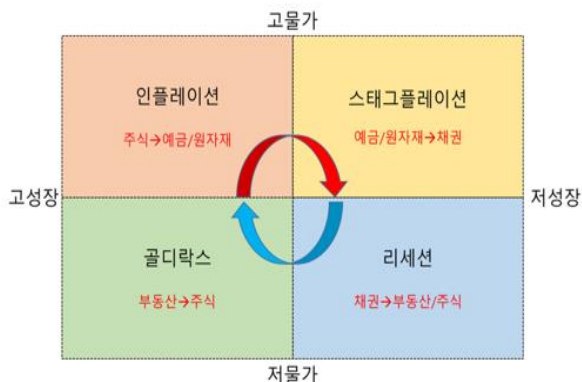 고물가
인플레이션
스태그플레이션
주식→예금/원자재
예금/원자재→채권
고성장
저성장
골디락스
리세션
부동산→주식
채권→부동산/주식
저물가